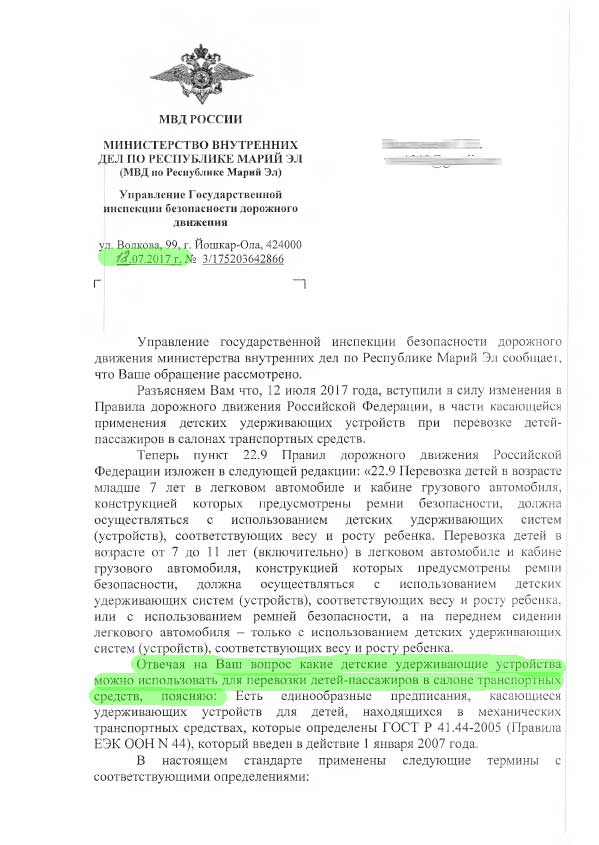 МВД РОССИИ
МИНИСТЕРСТВО ВНУТРЕННИХ
ДЕЛ ПО РЕСПУБЛИКЕ МАРИЙ ЭЛ
(МВД по Республике Марий Эл)
Управление Государственной
инспекции безопасности дорожного
движения
ул. Волкова, 99, г. Йошкар-Ола, 424000
18.07.2017 г. № 3/175203642866
Управление государственной инспекции безопасности дорожного
движения министерства внутренних дел по Республике Марий Эл сообщает,
что Ваше обращение рассмотрено.
Разъясняем Вам что, 12 июля 2017 года, вступили в силу изменения в
Правила дорожного движения Российской Федерации, в части касающейся
применения детских удерживающих устройств при перевозке детей-
пассажиров в салонах транспортных средств.
Теперь пункт 22.9 Правил дорожного движения Российской
Федерации изложен в следующей редакции: «22.9 Перевозка детей в возрасте
младше 7 лет в легковом автомобиле и кабине грузового автомобиля,
конструкцией которых предусмотрены ремни безопасности, должна
осуществляться с использованием детских удерживающих систем
(устройств), соответствующих весу и росту ребенка. Перевозка детей в
возрасте от 7 до 11 лет (включительно) в легковом автомобиле и кабине
грузового автомобиля, конструкцией которых предусмотрены ремни
безопасности, должна осуществляться с использованием детских
удерживающих систем (устройств), соответствующих весу и росту ребенка,
или с использованием ремней безопасности, а на переднем сидении
легкового автомобиля – только с использованием детских удерживающих
систем (устройств), соответствующих весу и росту ребенка.
Отвечая на Ваш вопрос какие детские удерживающие устройства
можно использовать для перевозки детей-пассажиров в салоне транспортных
средств, поясняю: Есть единообразные предписания, касающиеся
удерживающих устройств для детей, находящихся в механических
транспортных средствах, которые определены ГОСТ Р 41.44-2005 (Правила
ЕЭК ООН N 44), который введен в действие 1 января 2007 года.
В настоящем стандарте применены следующие термины с
соответствующими определениями: